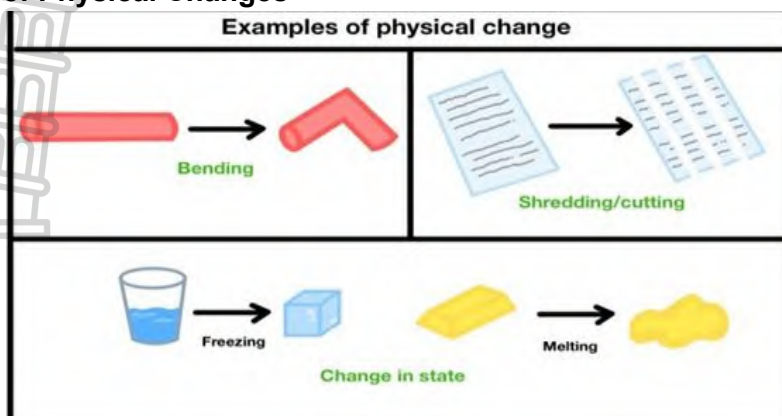 Examples of physical change
Bending
Shredding/cutting
Freezing
Melting
Change in state